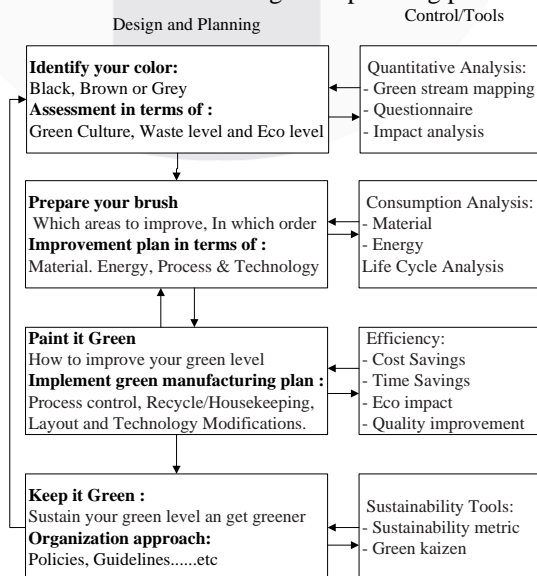 Design and Planning
Control/Tools
Identify your color:
Black, Brown or Grey
Assessment in terms of :
Green Culture, Waste level and Eco level
Quantitative Analysis:
- Green stream mapping
- Questionnaire
- Impact analysis
Prepare your brush
Which areas to improve, In which order
Improvement plan in terms of :
Material. Energy, Process & Technology
Consumption Analysis:
- Material
- Energy
Life Cycle Analysis
Paint it Green
How to improve your green level
Implement green manufacturing plan :
Process control, Recycle/Housekeeping,
Layout and Technology Modifications.
Efficiency:
- Cost Savings
- Time Savings
- Eco impact
- Quality improvement
Keep it Green :
Sustain your green level an get greener
Organization approach:
Policies, Guidelines......etc
Sustainability Tools:
- Sustainability metric
- Green kaizen